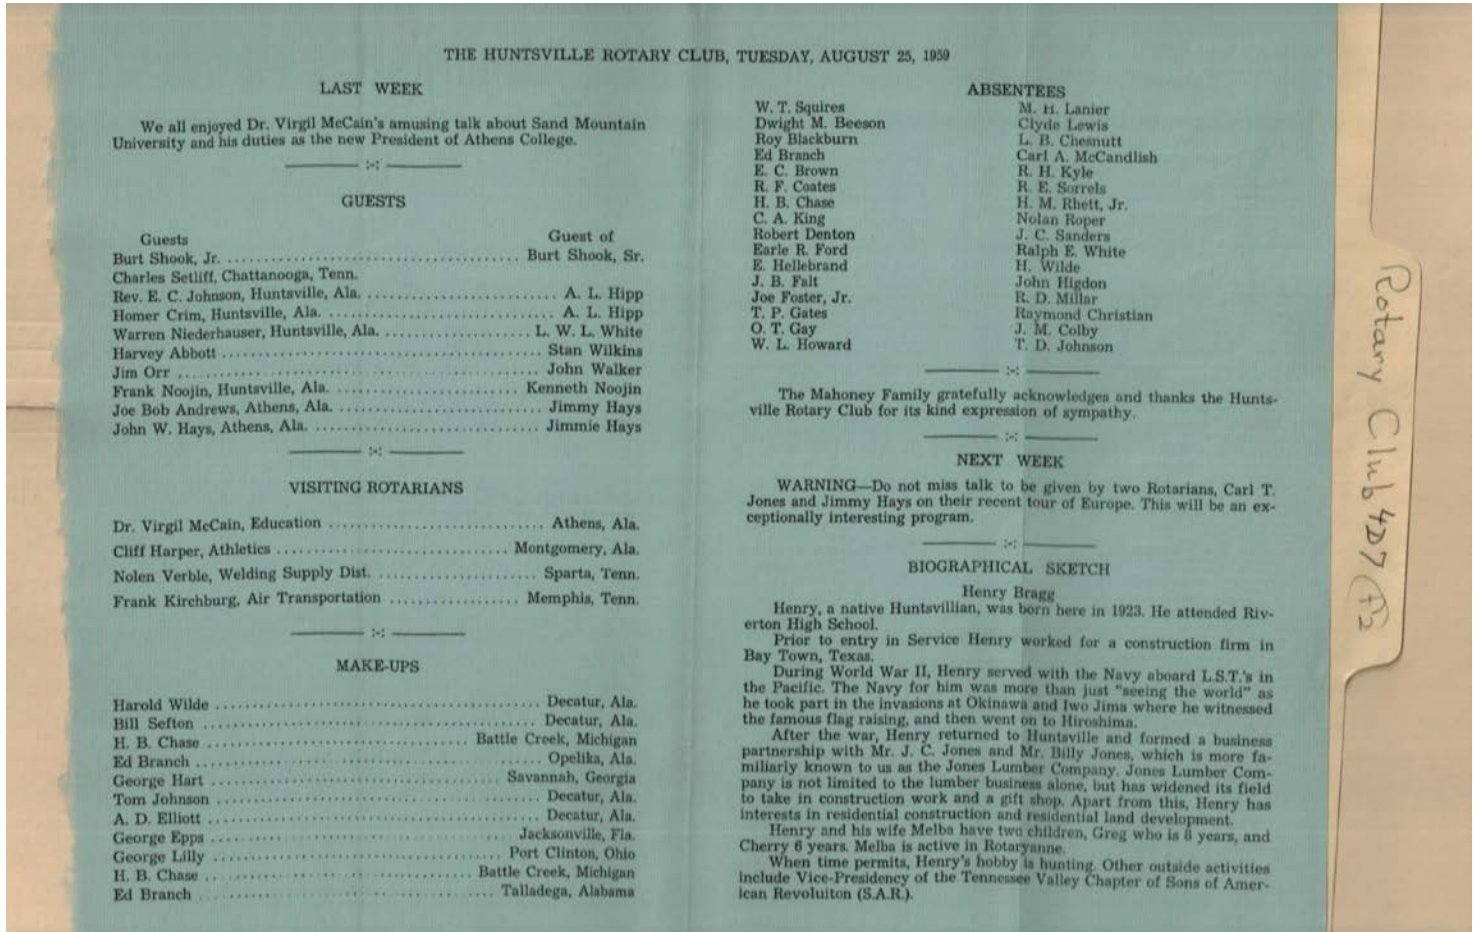 THE HUNTSVILLE ROTARY CLUB, TUESDAY, AUGUST 25, 1959
LAST WEEK
We all enjoyed Dr. Virgil McCain's amusing talk about Sand Mountain
University and his duties as the new President of Athens College.
GUESTS
Guests Guest of
Burt Shook, Jr. Burt Shook, Sr.
Charles Setliff, Chattanooga, Tenn.
Rev. E. C. Johnson, Huntsville, Ala. A. L. Hipp
Homer Crim, Huntsville, Ala. A. L. Hipp
Warren Niederhauser, Huntsville, Ala. L. W. L. White
Harvey Abbott Stan Wilkins
Jim Orr John Walker
Frank Noojin, Huntsville, Ala. Kenneth Noojin
Joe Bob Andrews, Athens, Ala. Jimmy Hays
John W. Hays, Athens, Ala. Jimmie Hays
VISITING ROTARIANS
Dr. Virgil McCain, Education Athens, Ala.
Cliff Harper, Athletics Montgomery, Ala.
Nolen Verble, Welding Supply Dist. Sparta, Tenn.
Frank Kirchburg, Air Transportation Memphis, Tenn.
MAKE-UPS
Harold Wilde Decatur, Ala.
Bill Sefton Decatur, Ala.
H. B. Chase Battle Creek, Michigan
Ed Branch Opelika, Ala.
George Hart Savannah, Georgia
Tom Johnson Decatur, Ala.
A. D. Elliott Decatur, Ala.
George Epps Jacksonville, Fla.
George Lilly Port Clinton, Ohio
H. B. Chase Battle Creek, Michigan
Ed Branch Talladega, Alabama
ABSENTEES
W. T. Squires M. H. Lanier
Dwight M. Beeson Clyde Lewis
Roy Blackburn L. B. Chesnutt
Ed Branch Carl A. McCandlish
E. C. Brown R. H. Kyle
R. F. Coates R. E. Sorrels
H. B. Chase H. M. Rhett, Jr.
C. A. King Nolan Roper
Robert Denton J. C. Sanders
Earle R. Ford Ralph E. White
E. Hellebrand H. Wilde
J. B. Falt John Higdon
Joe Foster, Jr. R. D. Millar
T. P. Gates Raymond Christian
O. T. Gay J. M. Colby
W. L. Howard T. D. Johnson
The Mahoney Family gratefully acknowledges and thanks the Hunts-
ville Rotary Club for its kind expression of sympathy.
NEXT WEEK
WARNING—Do not miss talk to be given by two Rotarians, Carl T.
Jones and Jimmy Hays on their recent tour of Europe. This will be an ex-
ceptionally interesting program.
BIOGRAPHICAL SKETCH
Henry Bragg
Henry, a native Huntsvillian, was born here in 1923. He attended Riv-
erton High School.
Prior to entry in Service Henry worked for a construction firm in
Bay Town, Texas.
During World War II, Henry served with the Navy aboard L.S.T.'s in
the Pacific. The Navy for him was more than just "seeing the world" as
he took part in the invasions at Okinawa and Iwo Jima where he witnessed
the famous flag raising, and then went on to Hiroshima.
After the war, Henry returned to Huntsville and formed a business
partnership with Mr. J. C. Jones and Mr. Billy Jones, which is more fa-
miliarly known to us as the Jones Lumber Company. Jones Lumber Com-
pany is not limited to the lumber business alone, but has widened its field
to take in construction work and a gift shop. Apart from this, Henry has
interests in residential construction and residential land development.
Henry and his wife Melba have two children, Greg who is 8 years, and
Cherry 6 years. Melba is active in Rotaryanne.
When time permits, Henry's hobby is hunting. Other outside activities
include Vice-Presidency of the Tennessee Valley Chapter of Sons of Amer-
ican Revoluiton (S.A.R.).
Rotary Club 4D7